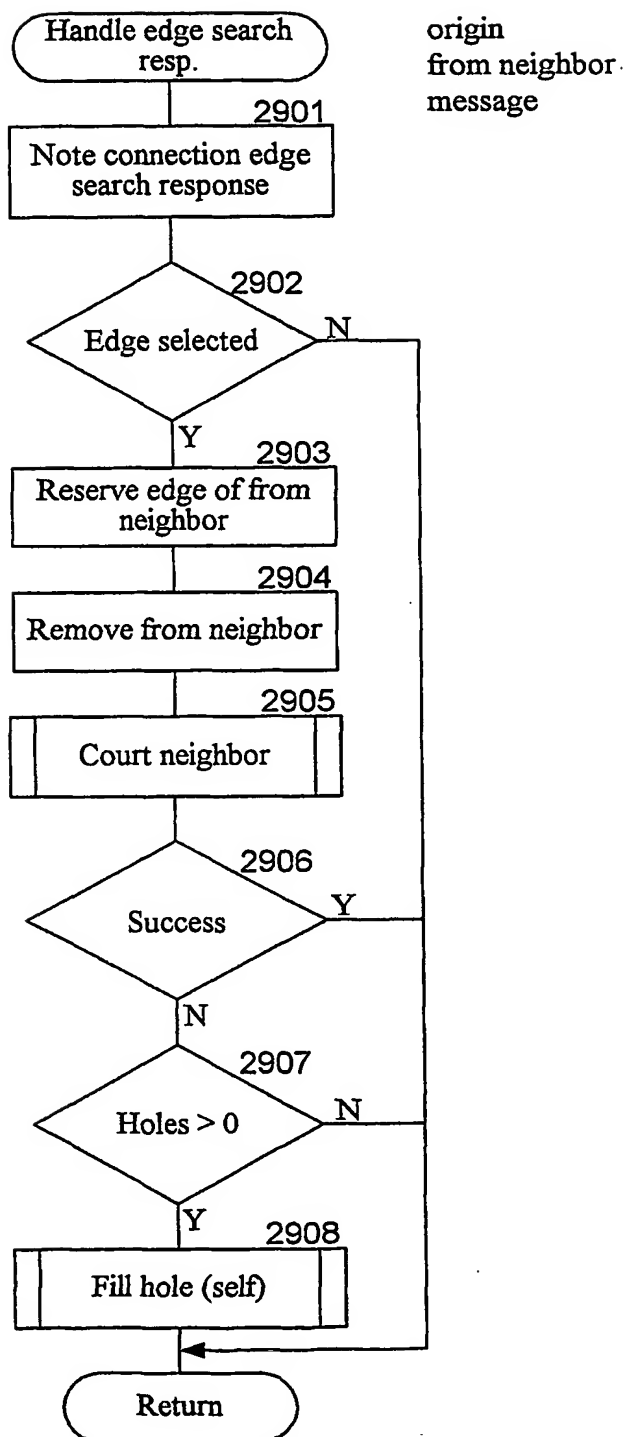 Handle edge search
resp.
origin
from neighbor
message
2901
Note connection edge
search response
2902
Edge selected
N
Y
2903
Reserve edge of from
neighbor
2904
Remove from neighbor
2905
Court neighbor
2906
Success
Y
N
2907
Holes > 0
N
Y
2908
Fill hole (self)
Return